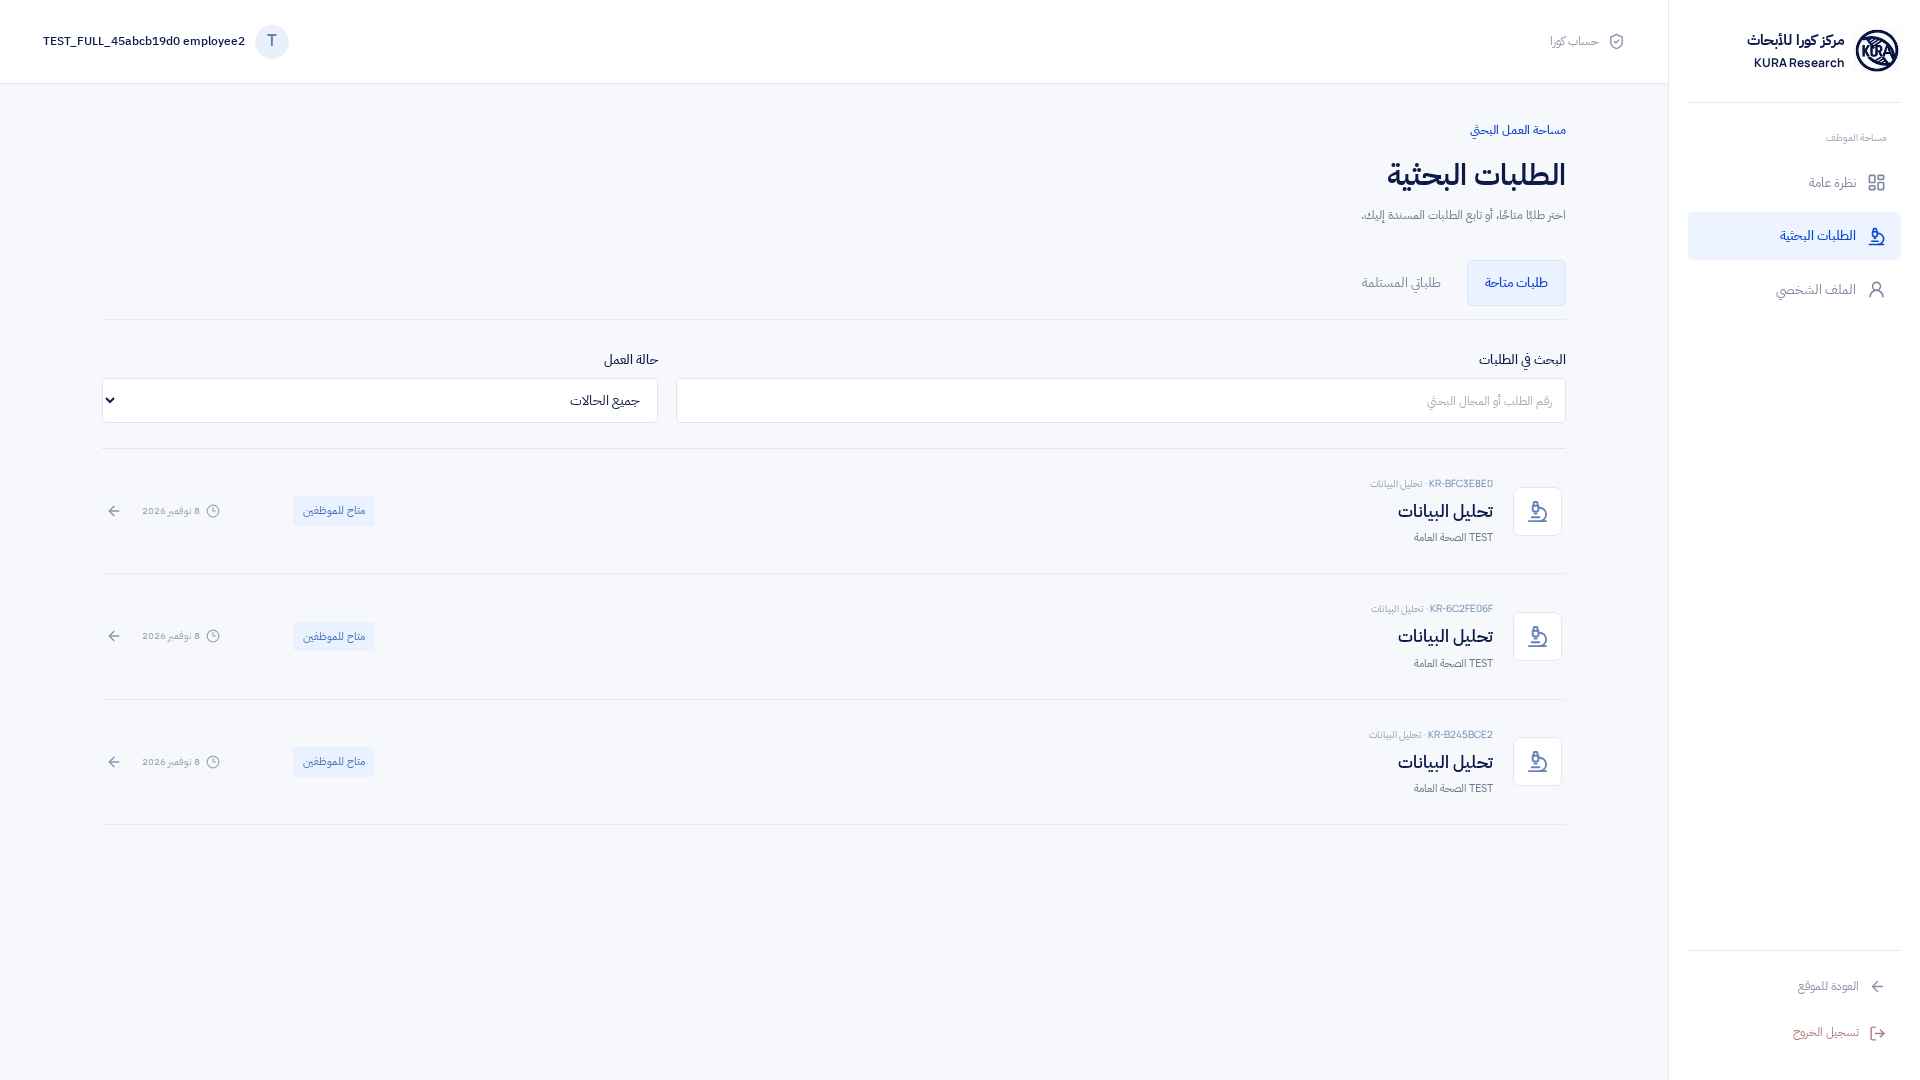 مركز كورا للأبحاث
KURA Research
KURA
مساحة الموظف
نظرة عامة
الطلبات البحثية
الملف الشخصي
العودة للموقع
تسجيل الخروج
حساب كورا
T
TEST_FULL_45abcb19d0 employee2
مساحة العمل البحثي
الطلبات البحثية
اختر طلبًا متاحًا، أو تابع الطلبات المسندة إليك.
طلبات متاحة
طلباتي المستلمة
البحث في الطلبات
رقم الطلب أو المجال البحثي
حالة العمل
جميع الحالات
KR-BFC3E8E0 · تحليل البيانات
تحليل البيانات
TEST الصحة العامة
متاح للموظفين
8 نوفمبر 2026
KR-6C2FE06F · تحليل البيانات
تحليل البيانات
TEST الصحة العامة
متاح للموظفين
8 نوفمبر 2026
KR-B245BCE2 · تحليل البيانات
تحليل البيانات
TEST الصحة العامة
متاح للموظفين
8 نوفمبر 2026